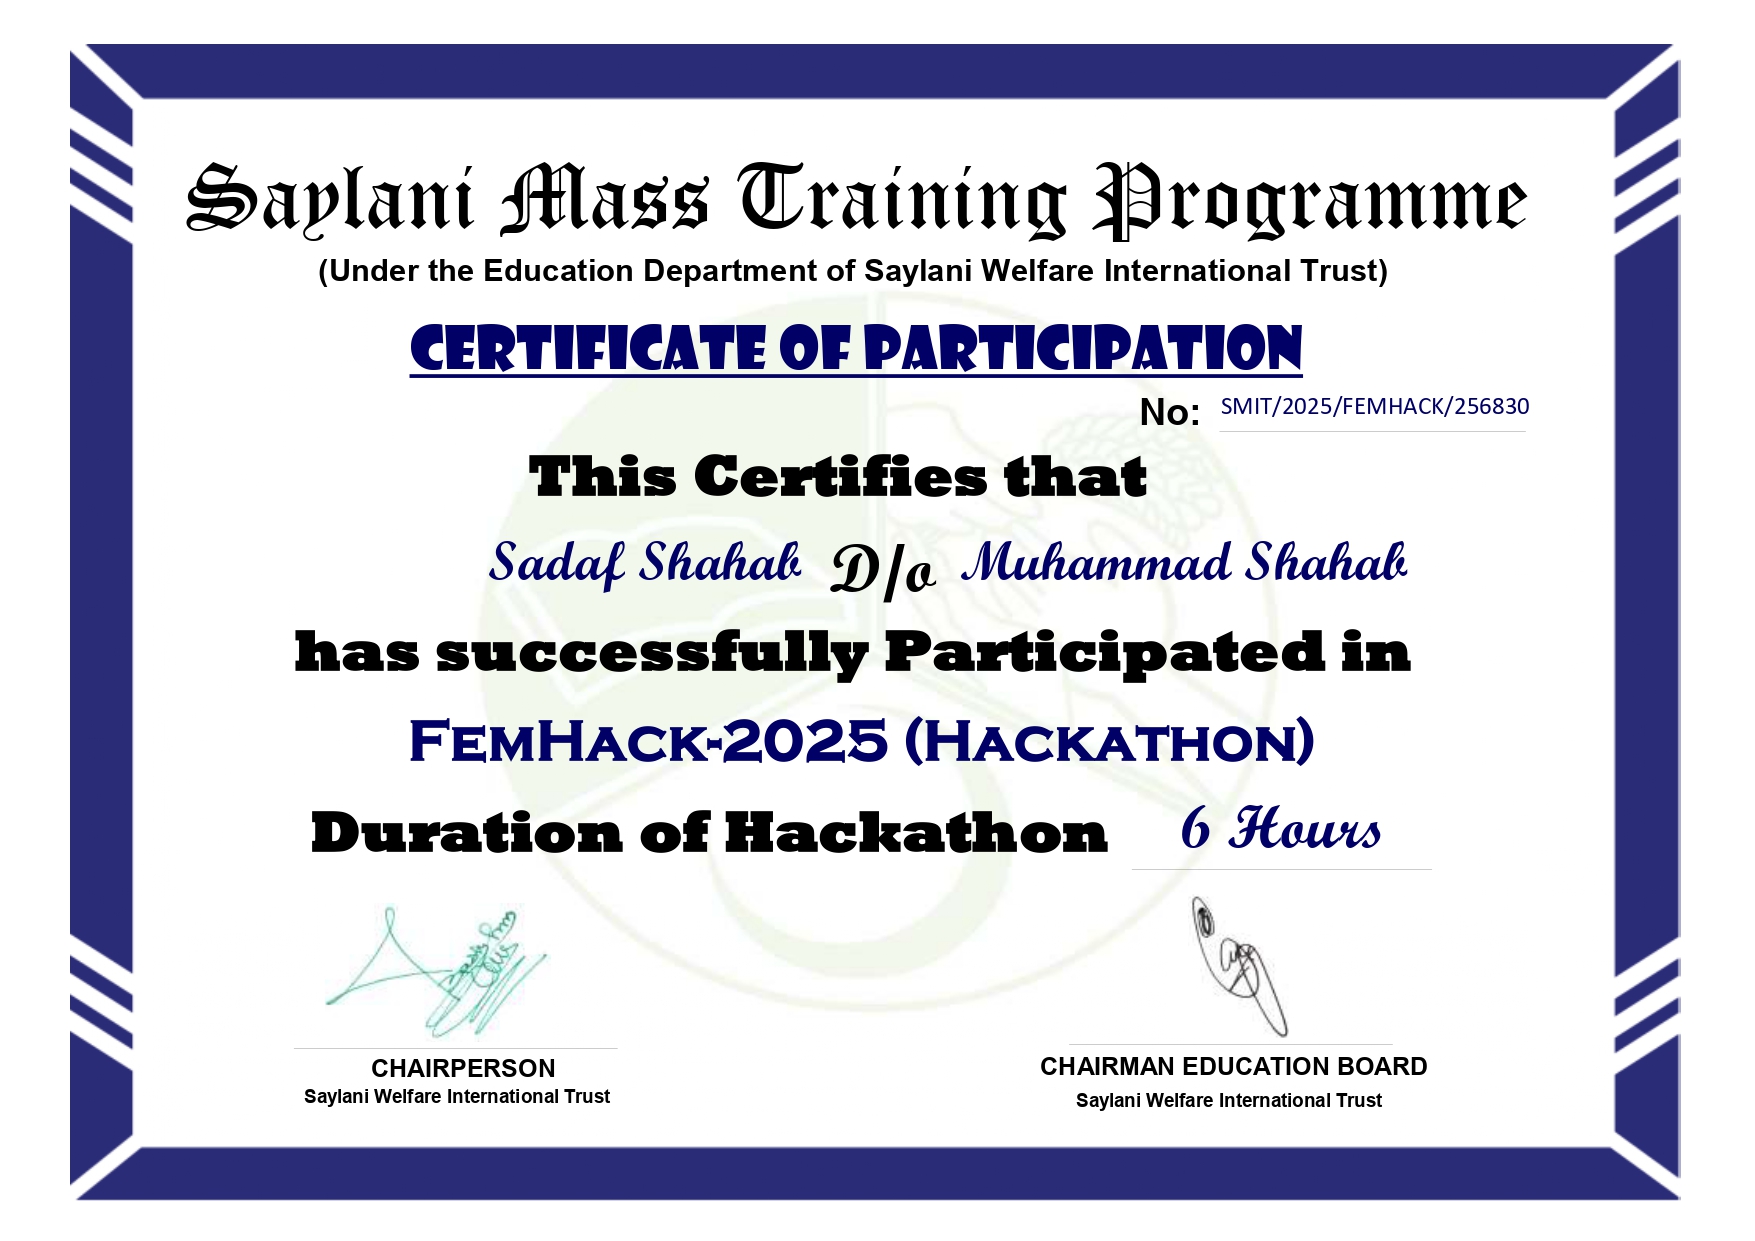 Saylani Mass Training Programme
(Under the Education Department of Saylani Welfare International Trust)
CERTIFICATE OF PARTICIPATION
No: SMIT/2025/FEMHACK/256830
This Certifies that
Sadaf Shahab D/o Muhammad Shahab
has successfully Participated in
FemHack-2025 (Hackathon)
Duration of Hackathon 6 Hours
CHAIRPERSON
Saylani Welfare International Trust
CHAIRMAN EDUCATION BOARD
Saylani Welfare International Trust